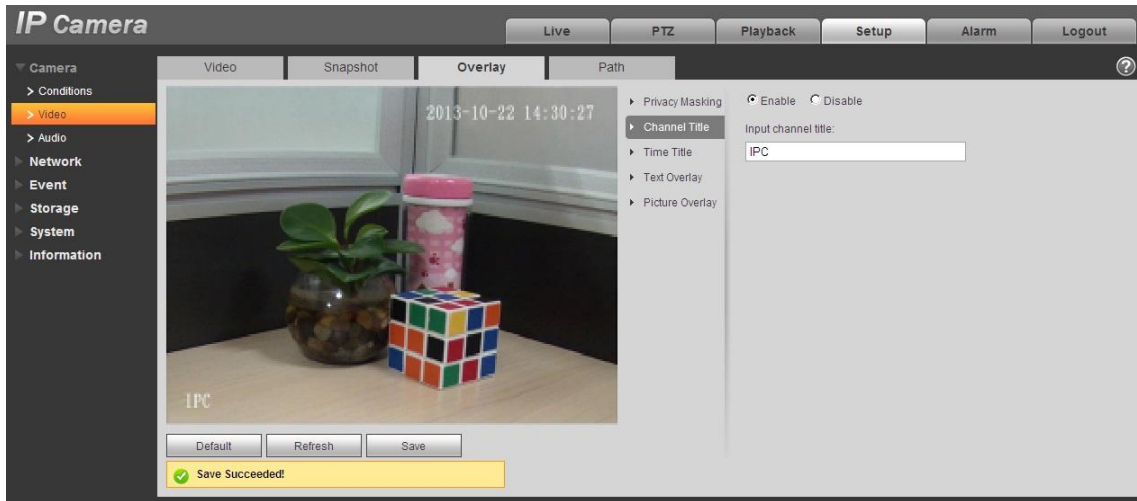 IP Camera
Live
PTZ
Playback
Setup
Alarm
Logout
Camera
> Conditions
> Video
> Audio
Network
Event
Storage
System
Information
Video
Snapshot
Overlay
Path
?
2013-10-22 14:30:27
IPC
Privacy Masking
Channel Title
Time Title
Text Overlay
Picture Overlay
Enable
Disable
Input channel title:
IPC
Default
Refresh
Save
Save Succeeded!